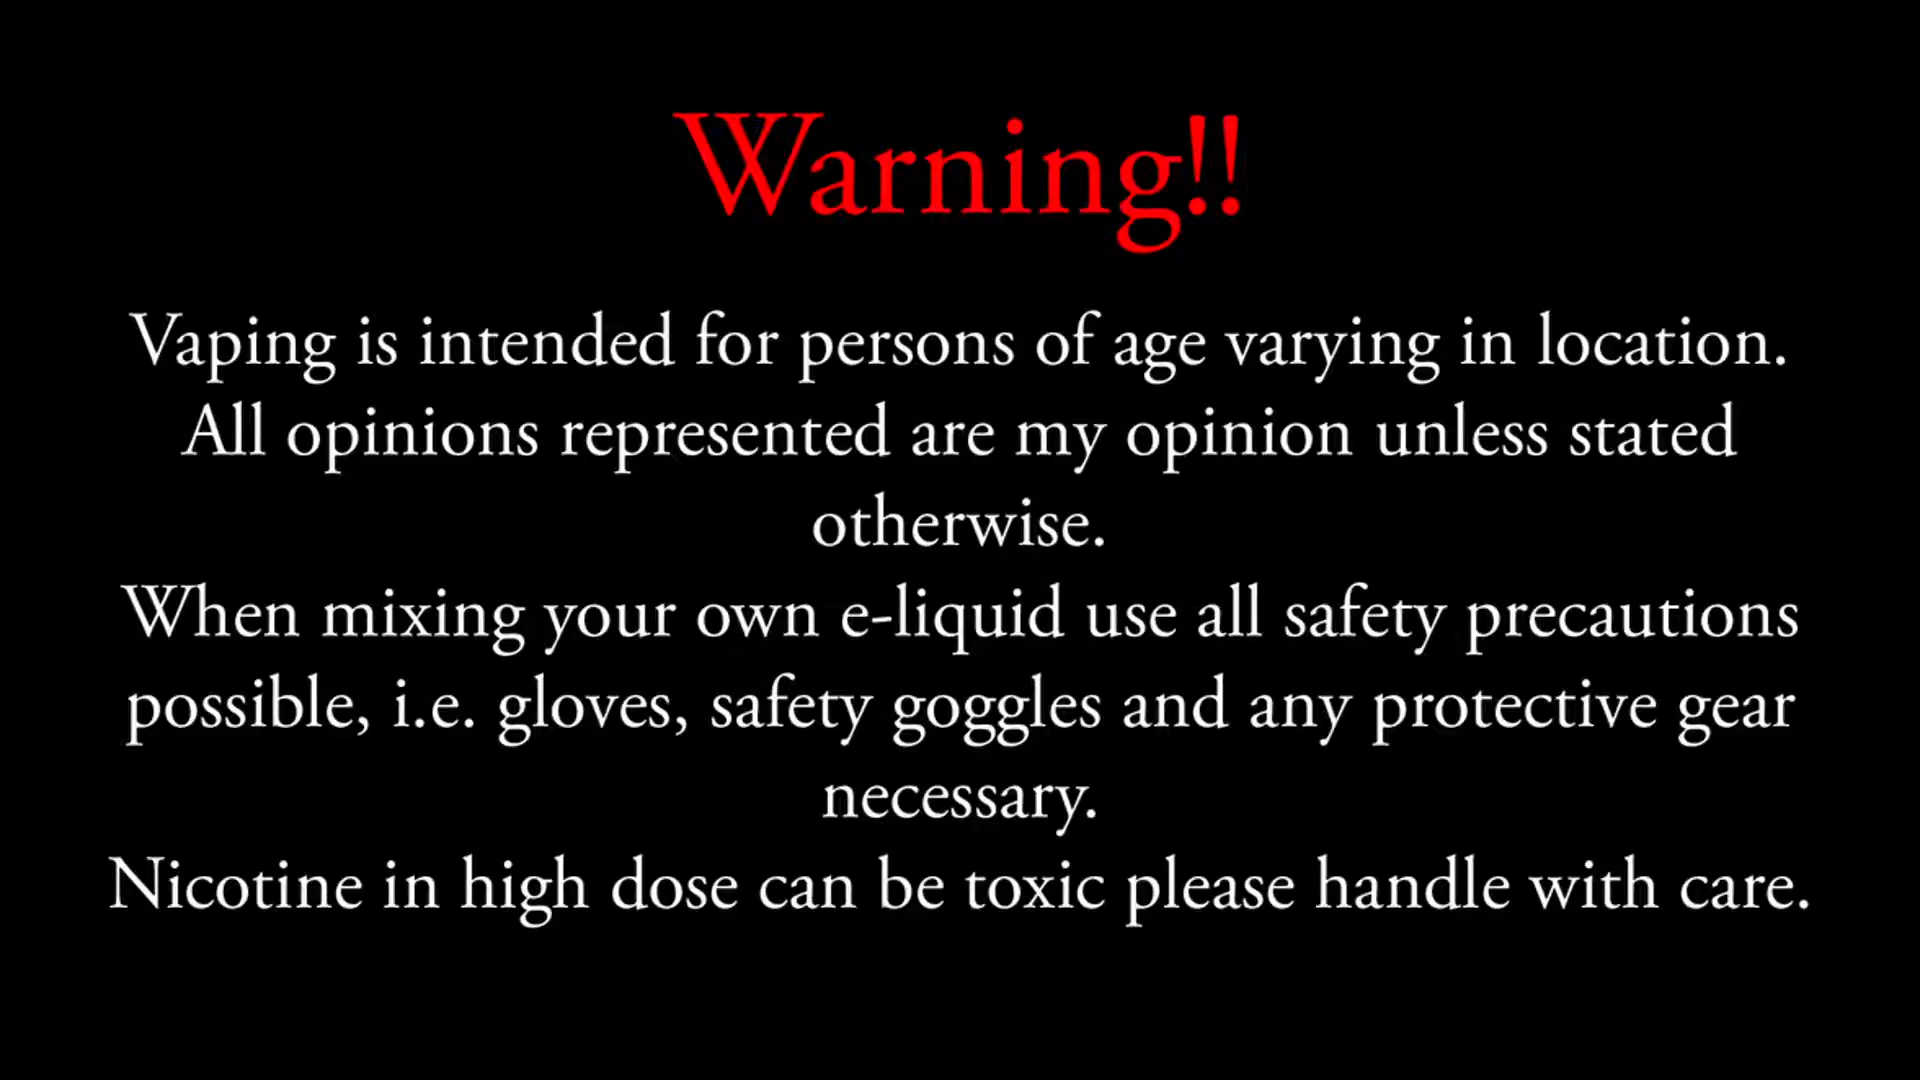 Warning!!
Vaping is intended for persons of age varying in location.
All opinions represented are my opinion unless stated
otherwise.
When mixing your own e-liquid use all safety precautions
possible, i.e. gloves, safety goggles and any protective gear
necessary.
Nicotine in high dose can be toxic please handle with care.